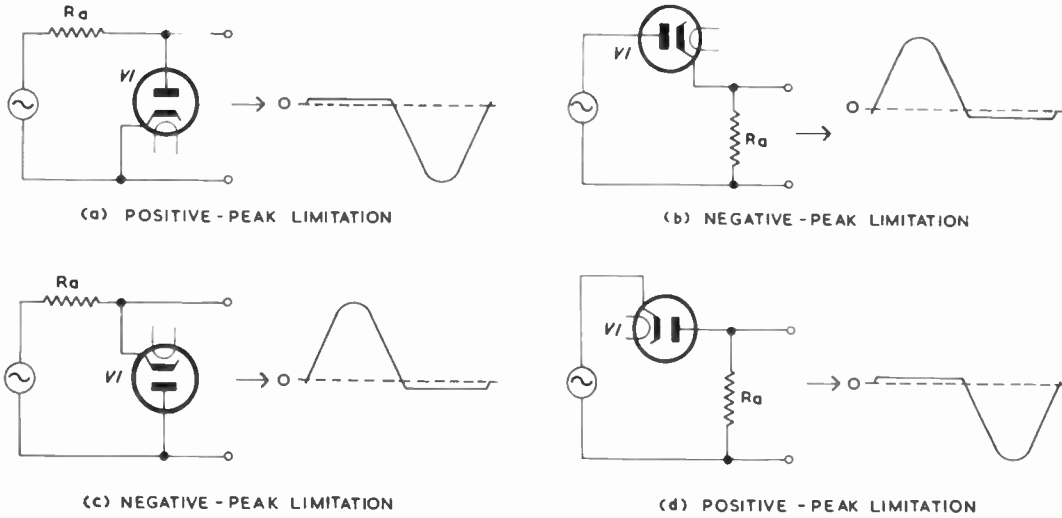 Ra
V1
O
(a) POSITIVE-PEAK LIMITATION
V1
Ra
O
(b) NEGATIVE-PEAK LIMITATION
Ra
V1
O
(c) NEGATIVE-PEAK LIMITATION
V1
Ra
O
(d) POSITIVE-PEAK LIMITATION